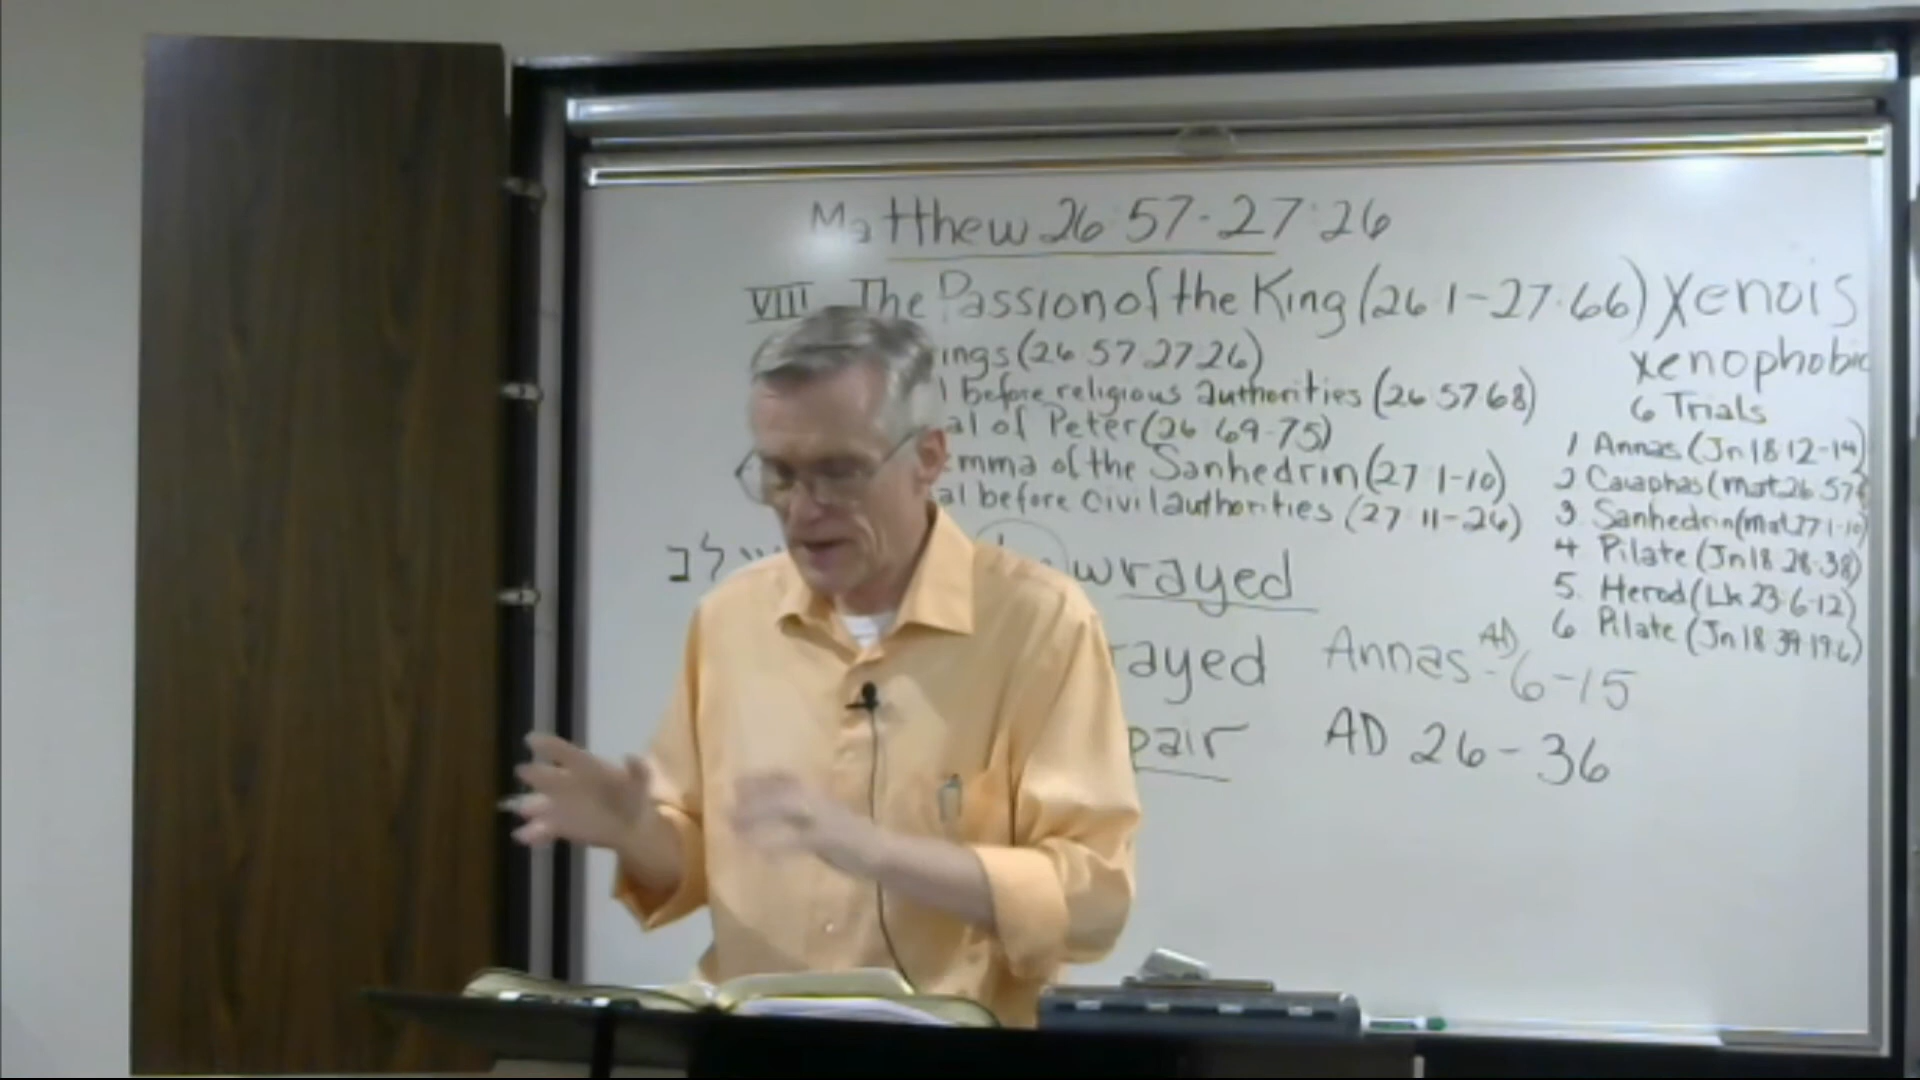 Matthew 26:57-27:26
VIII The Passion of the King (26 1-27:66) Xenois
ings (26 57 27 26)
xenophobic
l before religious authorities (26 57 68)
6 Trials
al of Peter (26 69-75)
1 Annas (Jn 18 12-14)
emma of the Sanhedrin (27 1-10)
2 Caiaphas (Mat 26 57
al before civil authorities (27 11-26)
3 Sanhedrin (Mat 27 1-10
4 Pilate (Jn 18 28-38)
wrayed
5. Herod (Lk 23 6-12)
6 Pilate (Jn 18 39-19 6)
rayed Annas - AD 6-15
pair AD 26-36